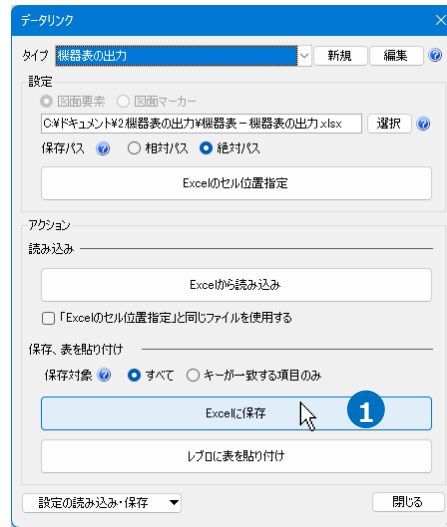 データリンク
タイプ 機器表の出力 新規 編集
設定
図面要素 図面マーカー
C:¥ドキュメント¥2.機器表の出力¥機器表－機器表の出力.xlsx 選択
保存パス 相対パス 絶対パス
Excelのセル位置指定
アクション
読み込み
Excelから読み込み
「Excelのセル位置指定」と同じファイルを使用する
保存、表を貼り付け
保存対象 すべて キーが一致する項目のみ
Excelに保存 1
レブロに表を貼り付け
設定の読み込み・保存 閉じる